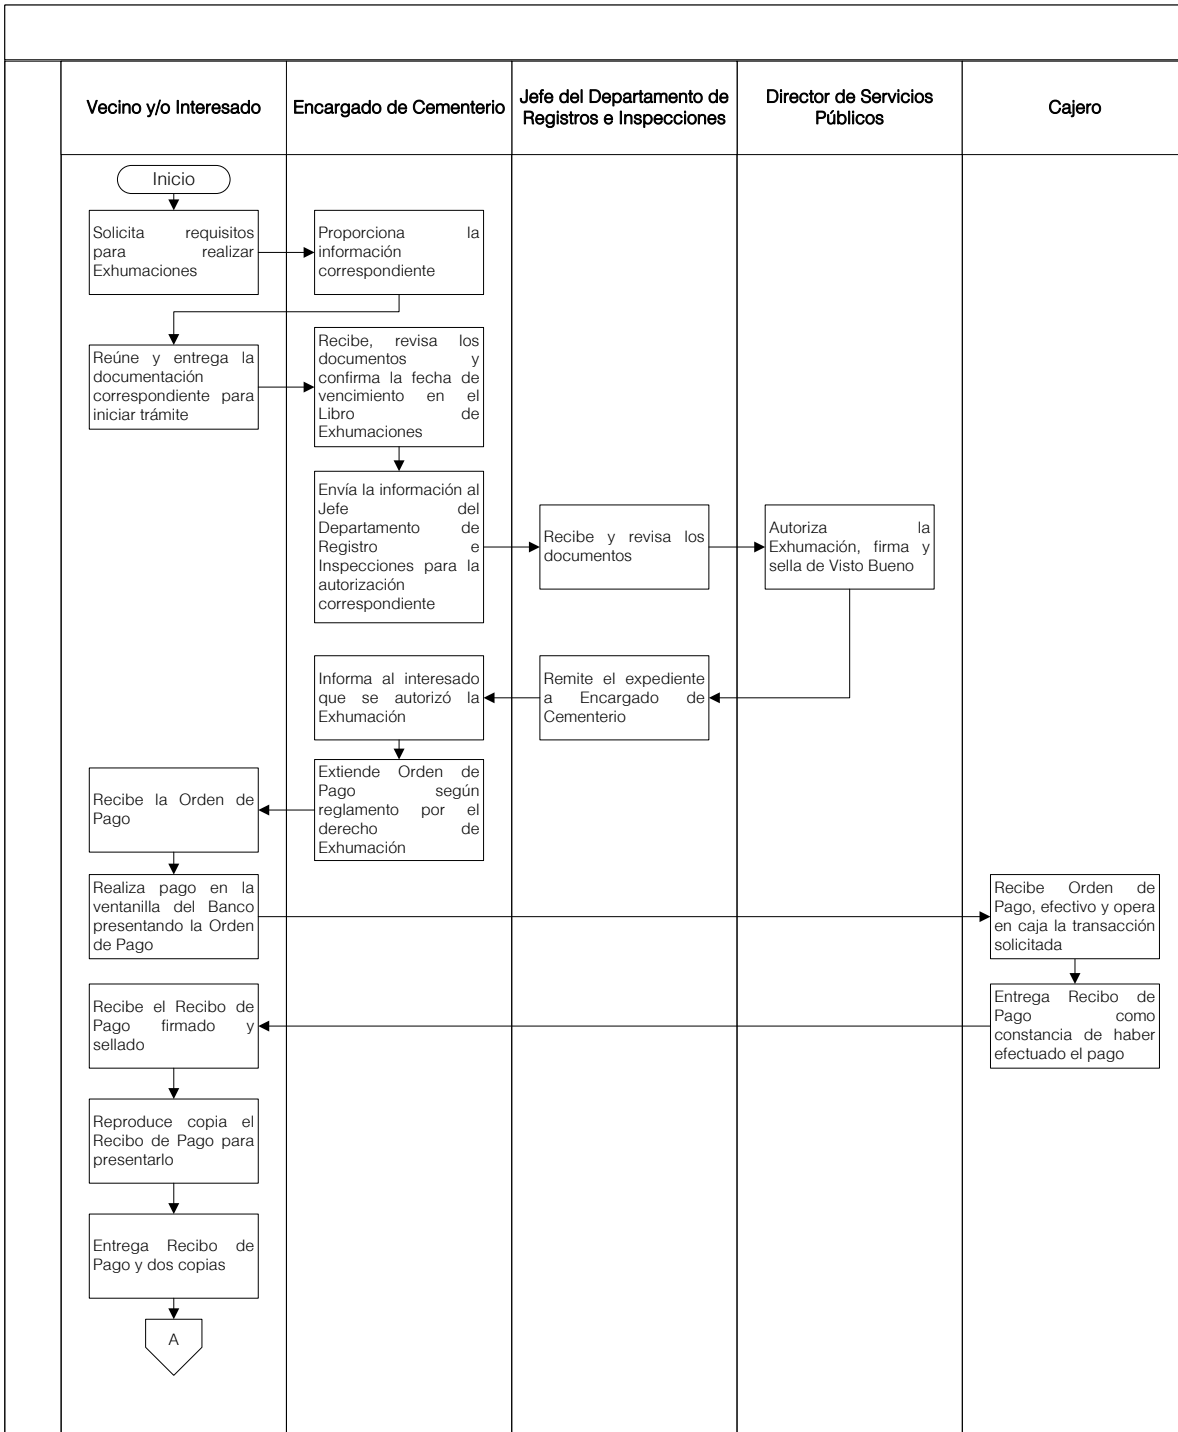 Vecino y/o Interesado
Encargado de Cementerio
Jefe del Departamento de
Registros e Inspecciones
Director de Servicios
Públicos
Cajero
Inicio
Solicita requisitos
para realizar
Exhumaciones
Proporciona la
información
correspondiente
Reúne y entrega la
documentación
correspondiente para
iniciar trámite
Recibe, revisa los
documentos y
confirma la fecha de
vencimiento en el
Libro de
Exhumaciones
Envía la información al
Jefe del
Departamento de
Registro e
Inspecciones para la
autorización
correspondiente
Recibe y revisa los
documentos
Autoriza la
Exhumación, firma y
sella de Visto Bueno
Remite el expediente
a Encargado de
Cementerio
Informa al interesado
que se autorizó la
Exhumación
Extiende Orden de
Pago según
reglamento por el
derecho de
Exhumación
Recibe la Orden de
Pago
Realiza pago en la
ventanilla del Banco
presentando la Orden
de Pago
Recibe Orden de
Pago, efectivo y opera
en caja la transacción
solicitada
Entrega Recibo de
Pago como
constancia de haber
efectuado el pago
Recibe el Recibo de
Pago firmado y
sellado
Reproduce copia el
Recibo de Pago para
presentarlo
Entrega Recibo de
Pago y dos copias
A